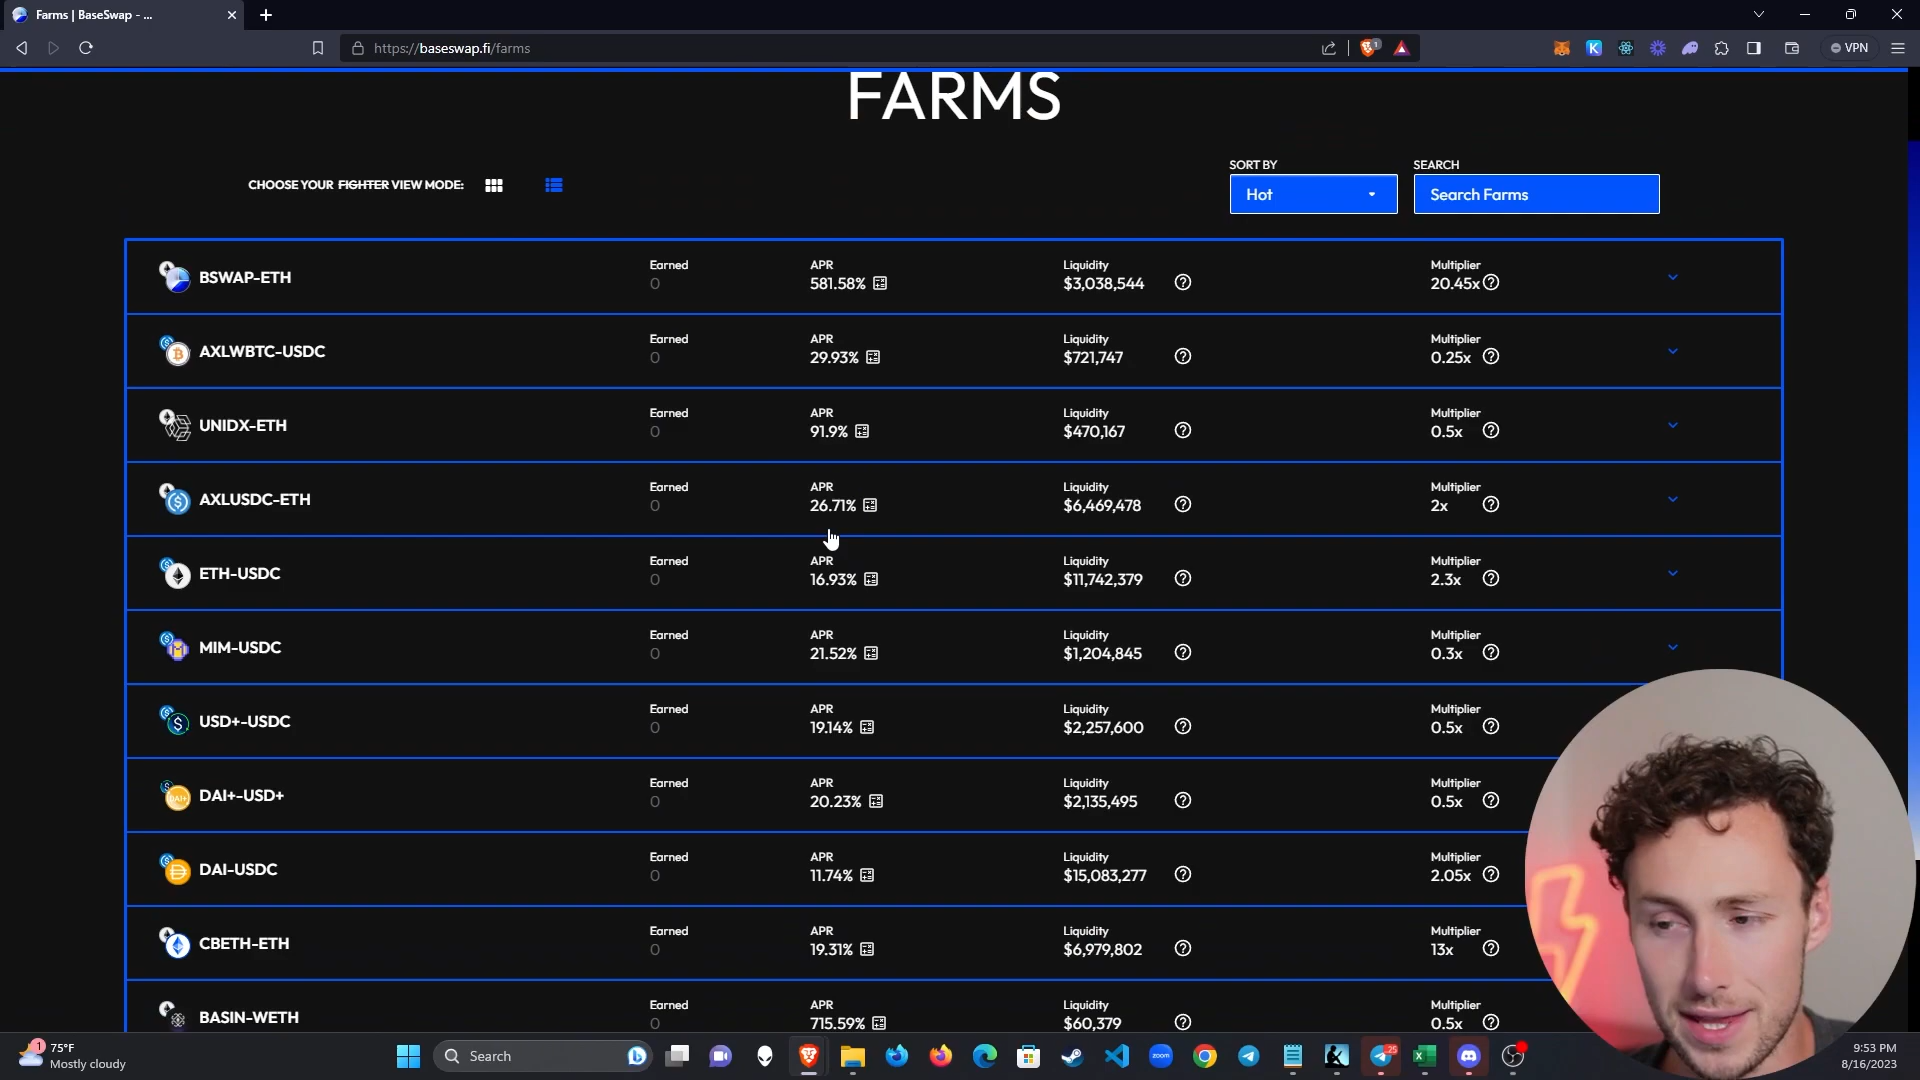 Farms | BaseSwap - ...
https://baseswap.fi/farms
VPN
FARMS
CHOOSE YOUR FIGHTER VIEW MODE:
SORT BY
Hot
SEARCH
Search Farms
BSWAP-ETH
Earned
0
APR
581.58%
Liquidity
$3,038,544
Multiplier
20.45x
AXLWBTC-USDC
Earned
0
APR
29.93%
Liquidity
$721,747
Multiplier
0.25x
UNIDX-ETH
Earned
0
APR
91.9%
Liquidity
$470,167
Multiplier
0.5x
AXLUSDC-ETH
Earned
0
APR
26.71%
Liquidity
$6,469,478
Multiplier
2x
ETH-USDC
Earned
0
APR
16.93%
Liquidity
$11,742,379
Multiplier
2.3x
MIM-USDC
Earned
0
APR
21.52%
Liquidity
$1,204,845
Multiplier
0.3x
USD+-USDC
Earned
0
APR
19.14%
Liquidity
$2,257,600
Multiplier
0.5x
DAI+-USD+
Earned
0
APR
20.23%
Liquidity
$2,135,495
Multiplier
0.5x
DAI-USDC
Earned
0
APR
11.74%
Liquidity
$15,083,277
Multiplier
2.05x
CBETH-ETH
Earned
0
APR
19.31%
Liquidity
$6,979,802
Multiplier
13x
BASIN-WETH
Earned
0
APR
715.59%
Liquidity
$60,379
Multiplier
0.5x
1
75°F
Mostly cloudy
Search
zoom
25
9:53 PM
8/16/2023